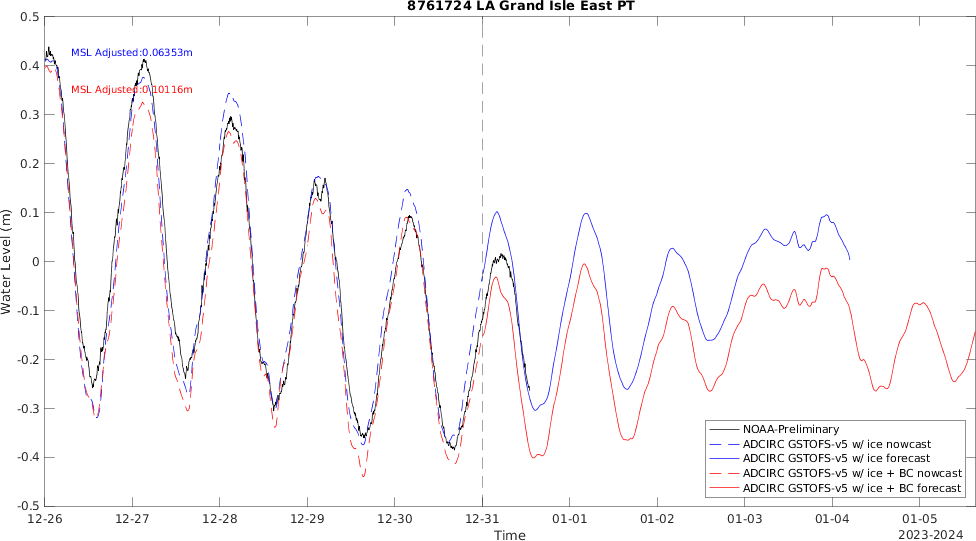 8761724 LA Grand Isle East PT
0.5
0.4
0.3
0.2
0.1
0
-0.1
-0.2
-0.3
-0.4
-0.5
Water Level (m)
MSL Adjusted:0.06353m
MSL Adjusted:0.10116m
NOAA-Preliminary
ADCIRC GSTOFS-v5 w/ ice nowcast
ADCIRC GSTOFS-v5 w/ ice forecast
ADCIRC GSTOFS-v5 w/ ice + BC nowcast
ADCIRC GSTOFS-v5 w/ ice + BC forecast
12-26 12-27 12-28 12-29 12-30 12-31 01-01 01-02 01-03 01-04 01-05
Time
2023-2024